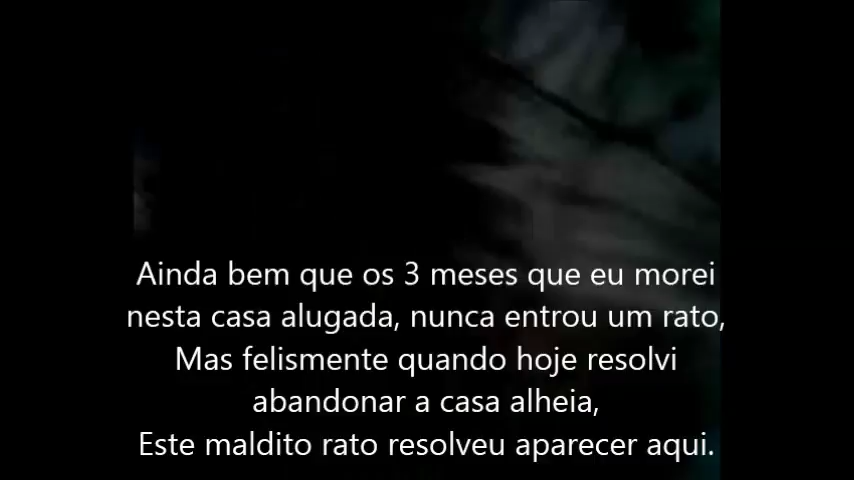 Ainda bem que os 3 meses que eu morei
nesta casa alugada, nunca entrou um rato,
Mas felismente quando hoje resolvi
abandonar a casa alheia,
Este maldito rato resolveu aparecer aqui.